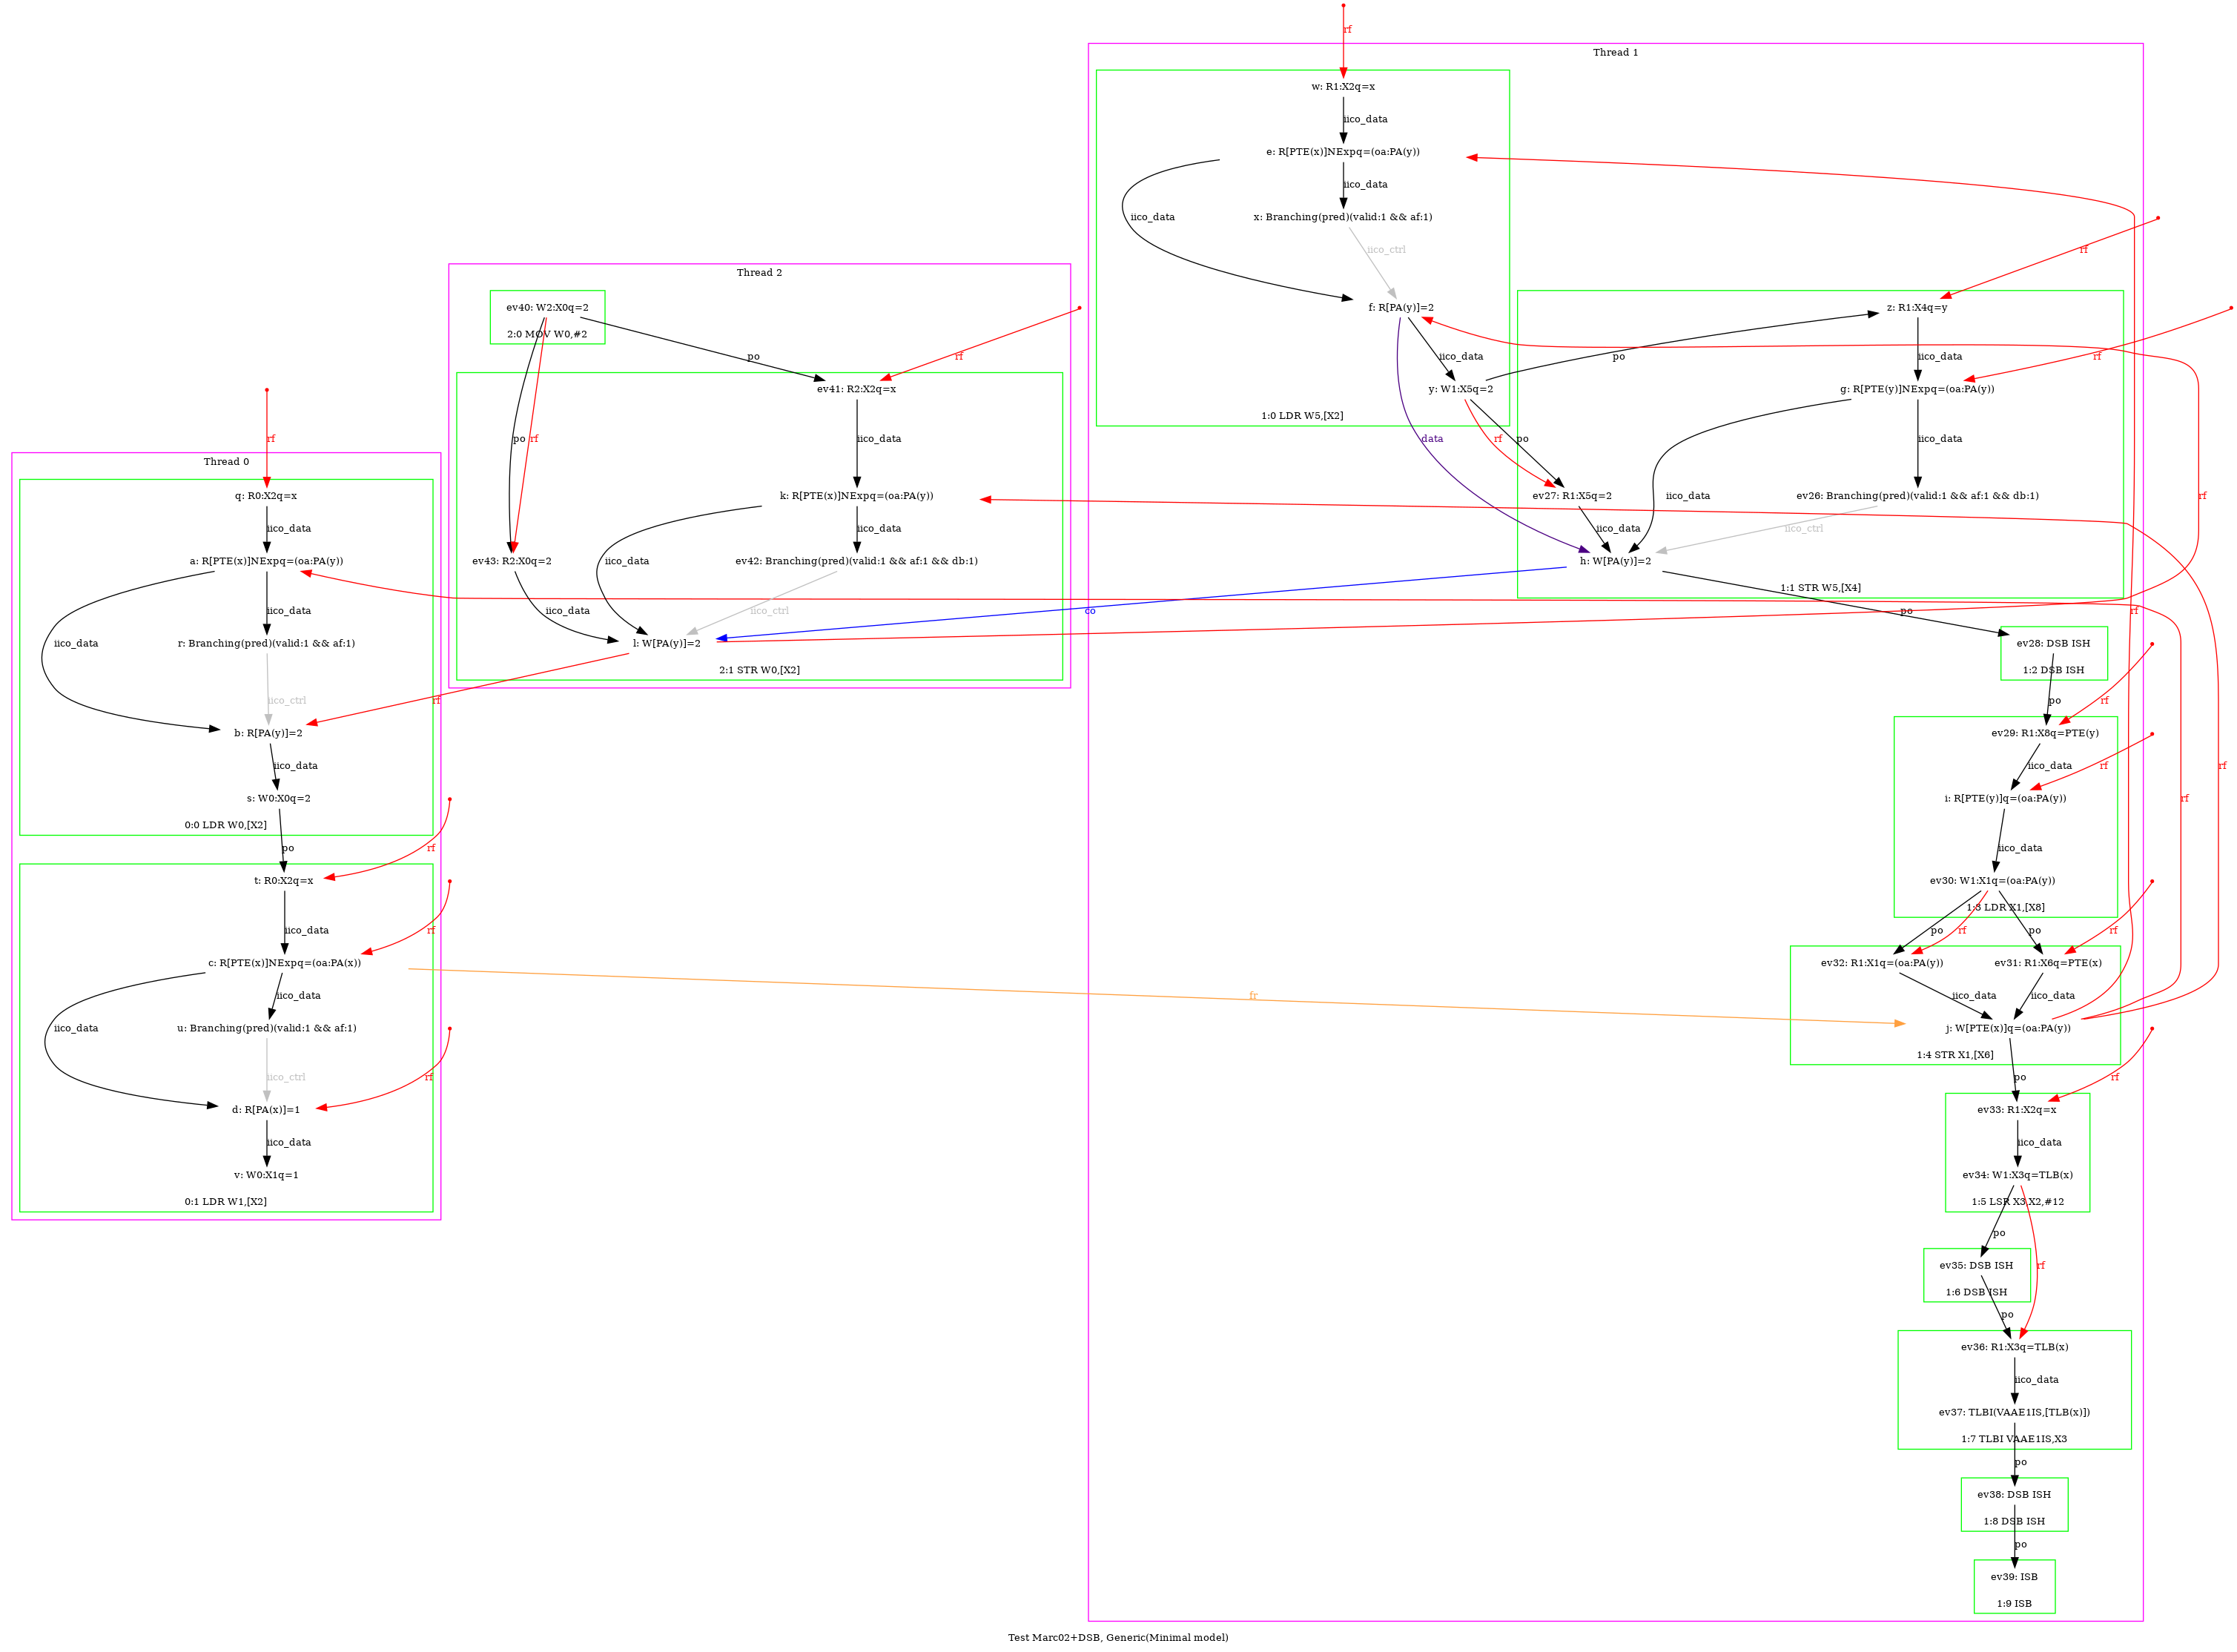 rf
Thread 1
w: R1:X2q=x
iico_data
e: R[PTE(x)]NExpq=(oa:PA(y))
iico_data
iico_data
x: Branching(pred)(valid:1 && af:1)
iico_ctrl
f: R[PA(y)]=2
iico_data
y: W1:X5q=2
1:0 LDR W5,[X2]
rf
z: R1:X4q=y
po
iico_data
rf
g: R[PTE(y)]NExpq=(oa:PA(y))
data
rf
po
iico_data
ev27: R1:X5q=2
iico_data
ev26: Branching(pred)(valid:1 && af:1 && db:1)
rf
iico_data
iico_ctrl
h: W[PA(y)]=2
1:1 STR W5,[X4]
co
po
rf
ev28: DSB ISH
1:2 DSB ISH
po
rf
ev29: R1:X8q=PTE(y)
iico_data
rf
rf
i: R[PTE(y)]q=(oa:PA(y))
rf
iico_data
ev30: W1:X1q=(oa:PA(y))
1:3 LDR X1,[X8]
po
rf
po
rf
ev32: R1:X1q=(oa:PA(y))
ev31: R1:X6q=PTE(x)
iico_data
iico_data
j: W[PTE(x)]q=(oa:PA(y))
1:4 STR X1,[X6]
po
rf
ev33: R1:X2q=x
iico_data
ev34: W1:X3q=TLB(x)
1:5 LSR X3,X2,#12
po
rf
ev35: DSB ISH
1:6 DSB ISH
po
ev36: R1:X3q=TLB(x)
iico_data
ev37: TLBI(VAAE1IS,[TLB(x)])
1:7 TLBI VAAE1IS,X3
po
ev38: DSB ISH
1:8 DSB ISH
po
ev39: ISB
1:9 ISB
Thread 2
ev40: W2:X0q=2
2:0 MOV W0,#2
po
rf
ev41: R2:X2q=x
po
rf
iico_data
k: R[PTE(x)]NExpq=(oa:PA(y))
ev43: R2:X0q=2
iico_data
iico_data
ev42: Branching(pred)(valid:1 && af:1 && db:1)
iico_data
iico_ctrl
l: W[PA(y)]=2
2:1 STR W0,[X2]
rf
rf
Thread 0
q: R0:X2q=x
iico_data
a: R[PTE(x)]NExpq=(oa:PA(y))
iico_data
iico_data
r: Branching(pred)(valid:1 && af:1)
iico_ctrl
b: R[PA(y)]=2
iico_data
s: W0:X0q=2
0:0 LDR W0,[X2]
po
rf
t: R0:X2q=x
iico_data
rf
c: R[PTE(x)]NExpq=(oa:PA(x))
fr
iico_data
iico_data
u: Branching(pred)(valid:1 && af:1)
iico_ctrl
rf
d: R[PA(x)]=1
iico_data
v: W0:X1q=1
0:1 LDR W1,[X2]
Test Marc02+DSB, Generic(Minimal model)